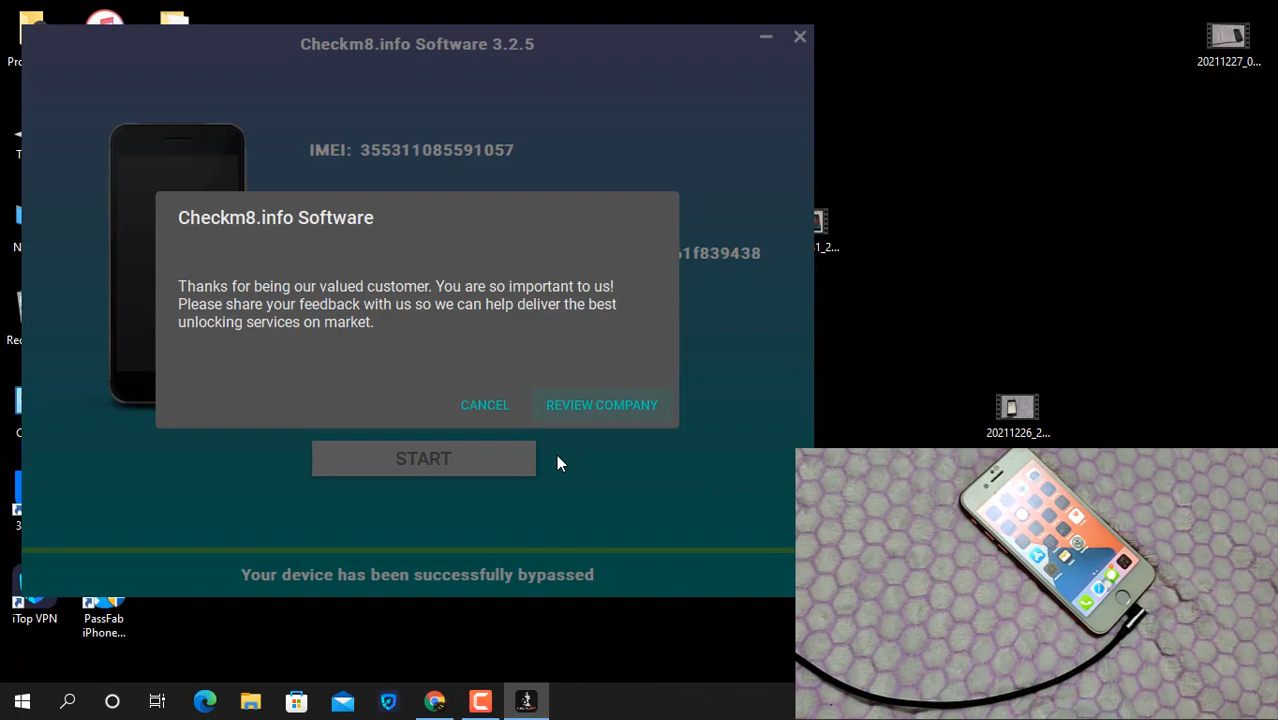 Checkm8.info Software 3.2.5
20211227_0...
IMEI: 355311085591057
Checkm8.info Software
61f839438
Thanks for being our valued customer. You are so important to us!
Please share your feedback with us so we can help deliver the best
unlocking services on market.
CANCEL
REVIEW COMPANY
20211226_2...
START
Your device has been successfully bypassed
iTop VPN
PassFab
iPhone...